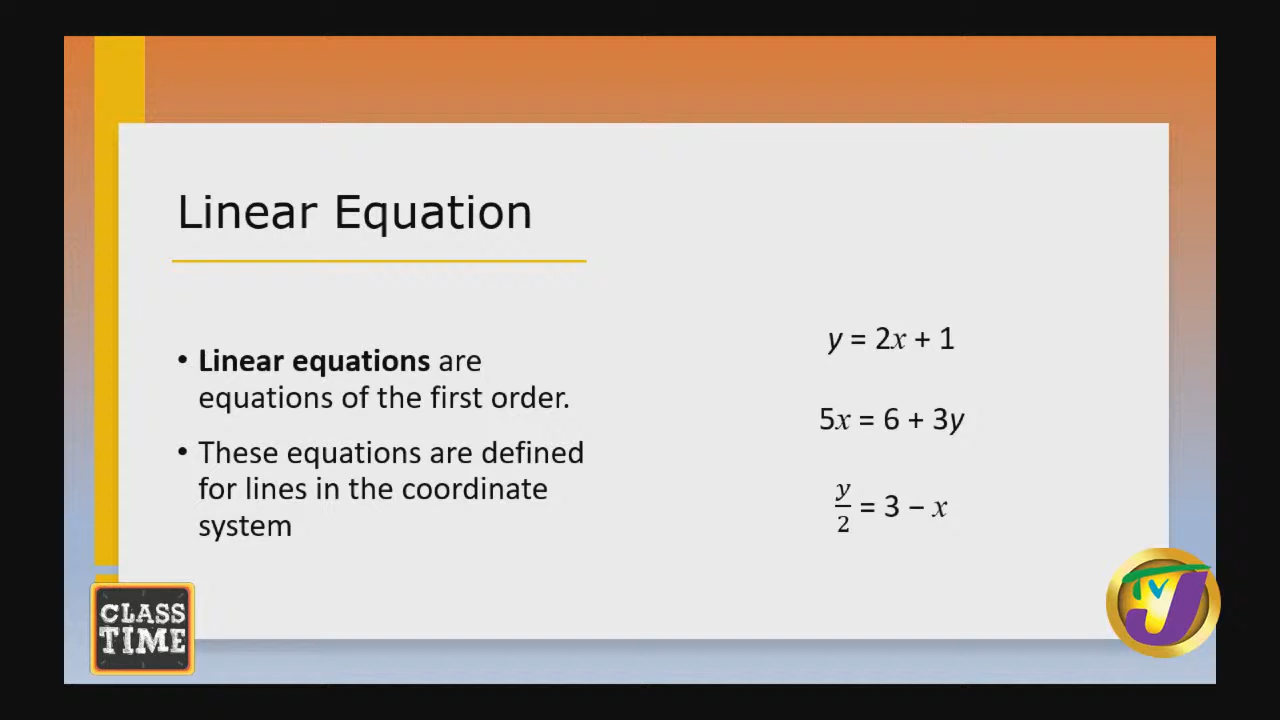 Linear Equation
• Linear equations are
equations of the first order.
• These equations are defined
for lines in the coordinate
system
y = 2x + 1
5x = 6 + 3y
y/2 = 3 − x
CLASS
TIME
TVJ